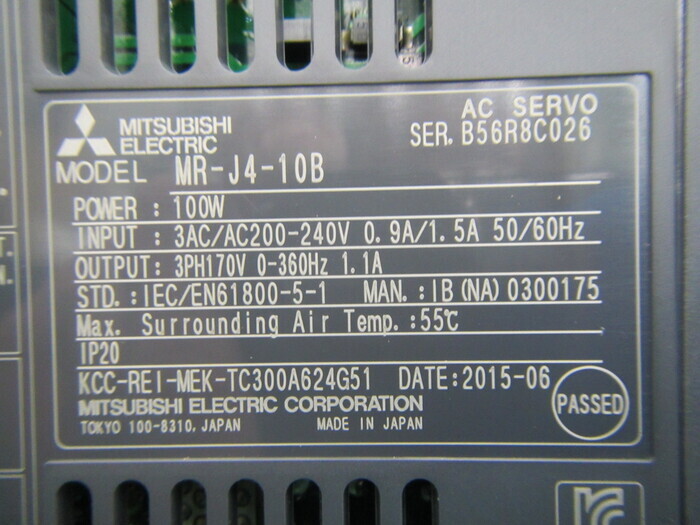 AC SERVO
MITSUBISHI
ELECTRIC
SER. B56R8C026
MODEL MR-J4-10B
POWER : 100W
INPUT : 3AC/AC200-240V 0.9A/1.5A 50/60Hz
OUTPUT: 3PH170V 0-360Hz 1.1A
STD.: IEC/EN61800-5-1 MAN.: IB(NA)0300175
Max. Surrounding Air Temp.:55℃
IP20
KCC-REI-MEK-TC300A624G51 DATE:2015-06
MITSUBISHI ELECTRIC CORPORATION
TOKYO 100-8310, JAPAN MADE IN JAPAN
PASSED